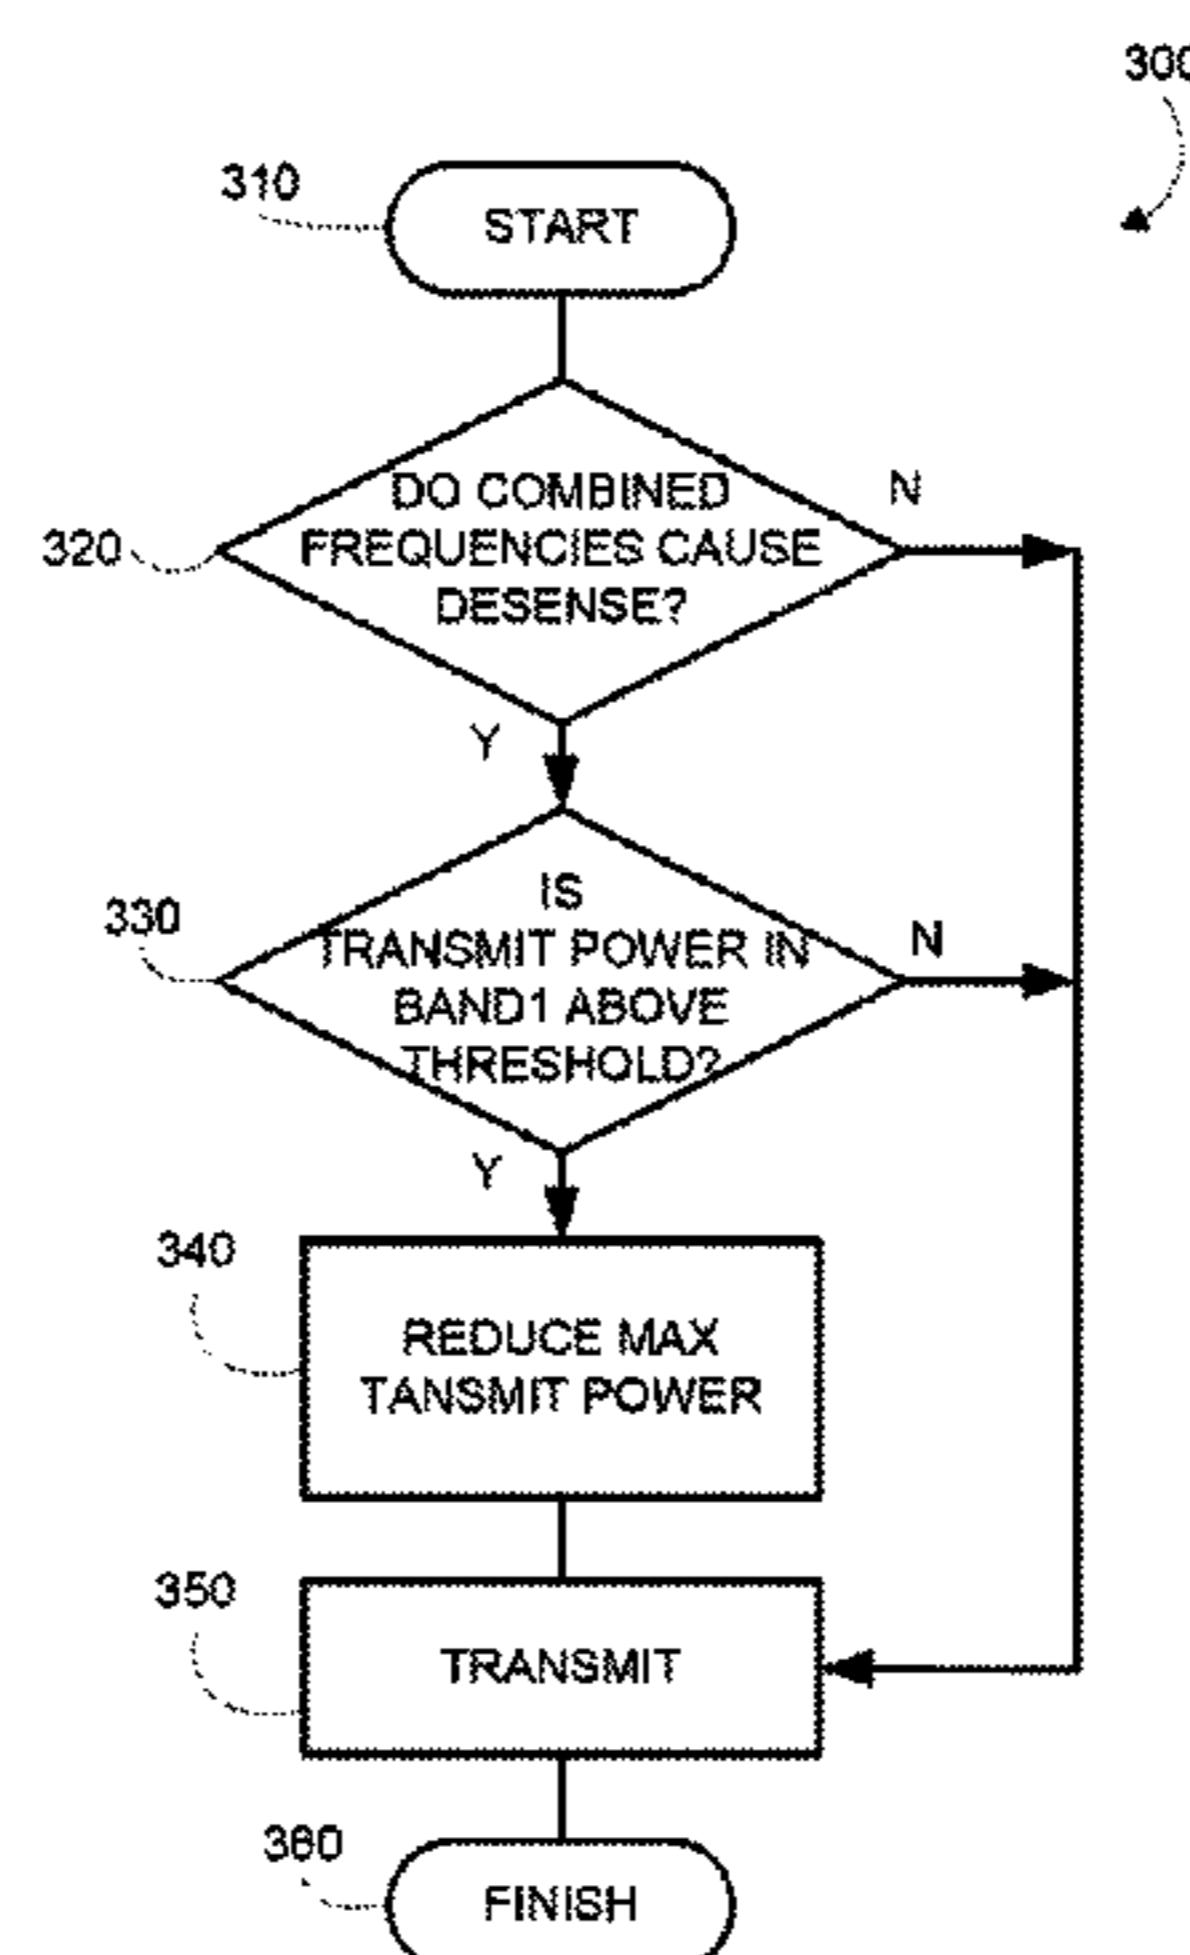 300
310
START
DO COMBINED
FREQUENCIES CAUSE
DESENSE?
N
320
Y
IS
TRANSMIT POWER IN
BAND1 ABOVE
THRESHOLD?
330
N
Y
340
REDUCE MAX
TANSMIT POWER
350
TRANSMIT
360
FINISH